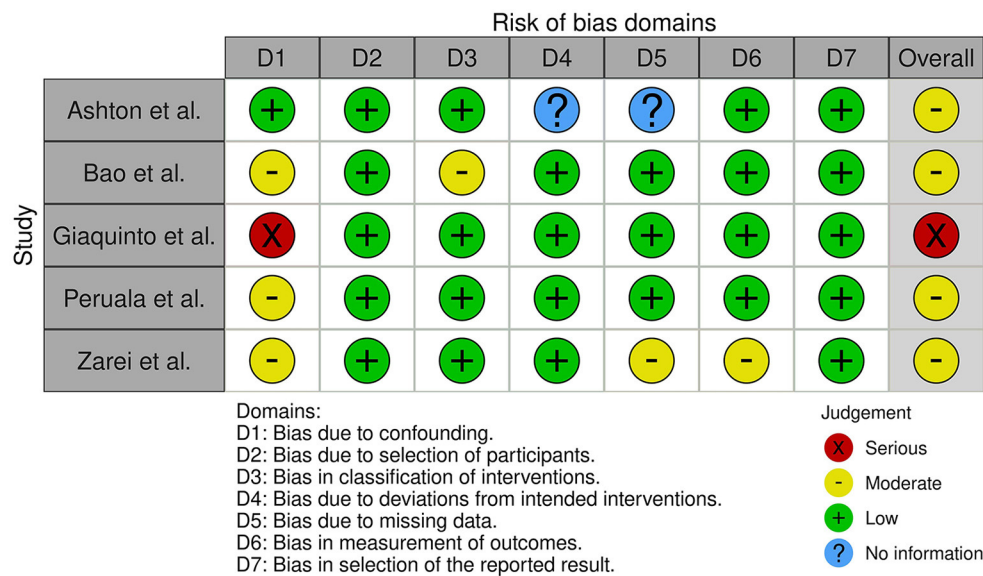 Risk of bias domains
D1 D2 D3 D4 D5 D6 D7 Overall
Study
Ashton et al. + + + ? ? + + -
Bao et al. - + - + + + + -
Giaquinto et al. X + + + + + + X
Peruala et al. - + + + + + + -
Zarei et al. - + + + - - + -
Domains:
D1: Bias due to confounding.
D2: Bias due to selection of participants.
D3: Bias in classification of interventions.
D4: Bias due to deviations from intended interventions.
D5: Bias due to missing data.
D6: Bias in measurement of outcomes.
D7: Bias in selection of the reported result.
Judgement
X Serious
- Moderate
+ Low
? No information